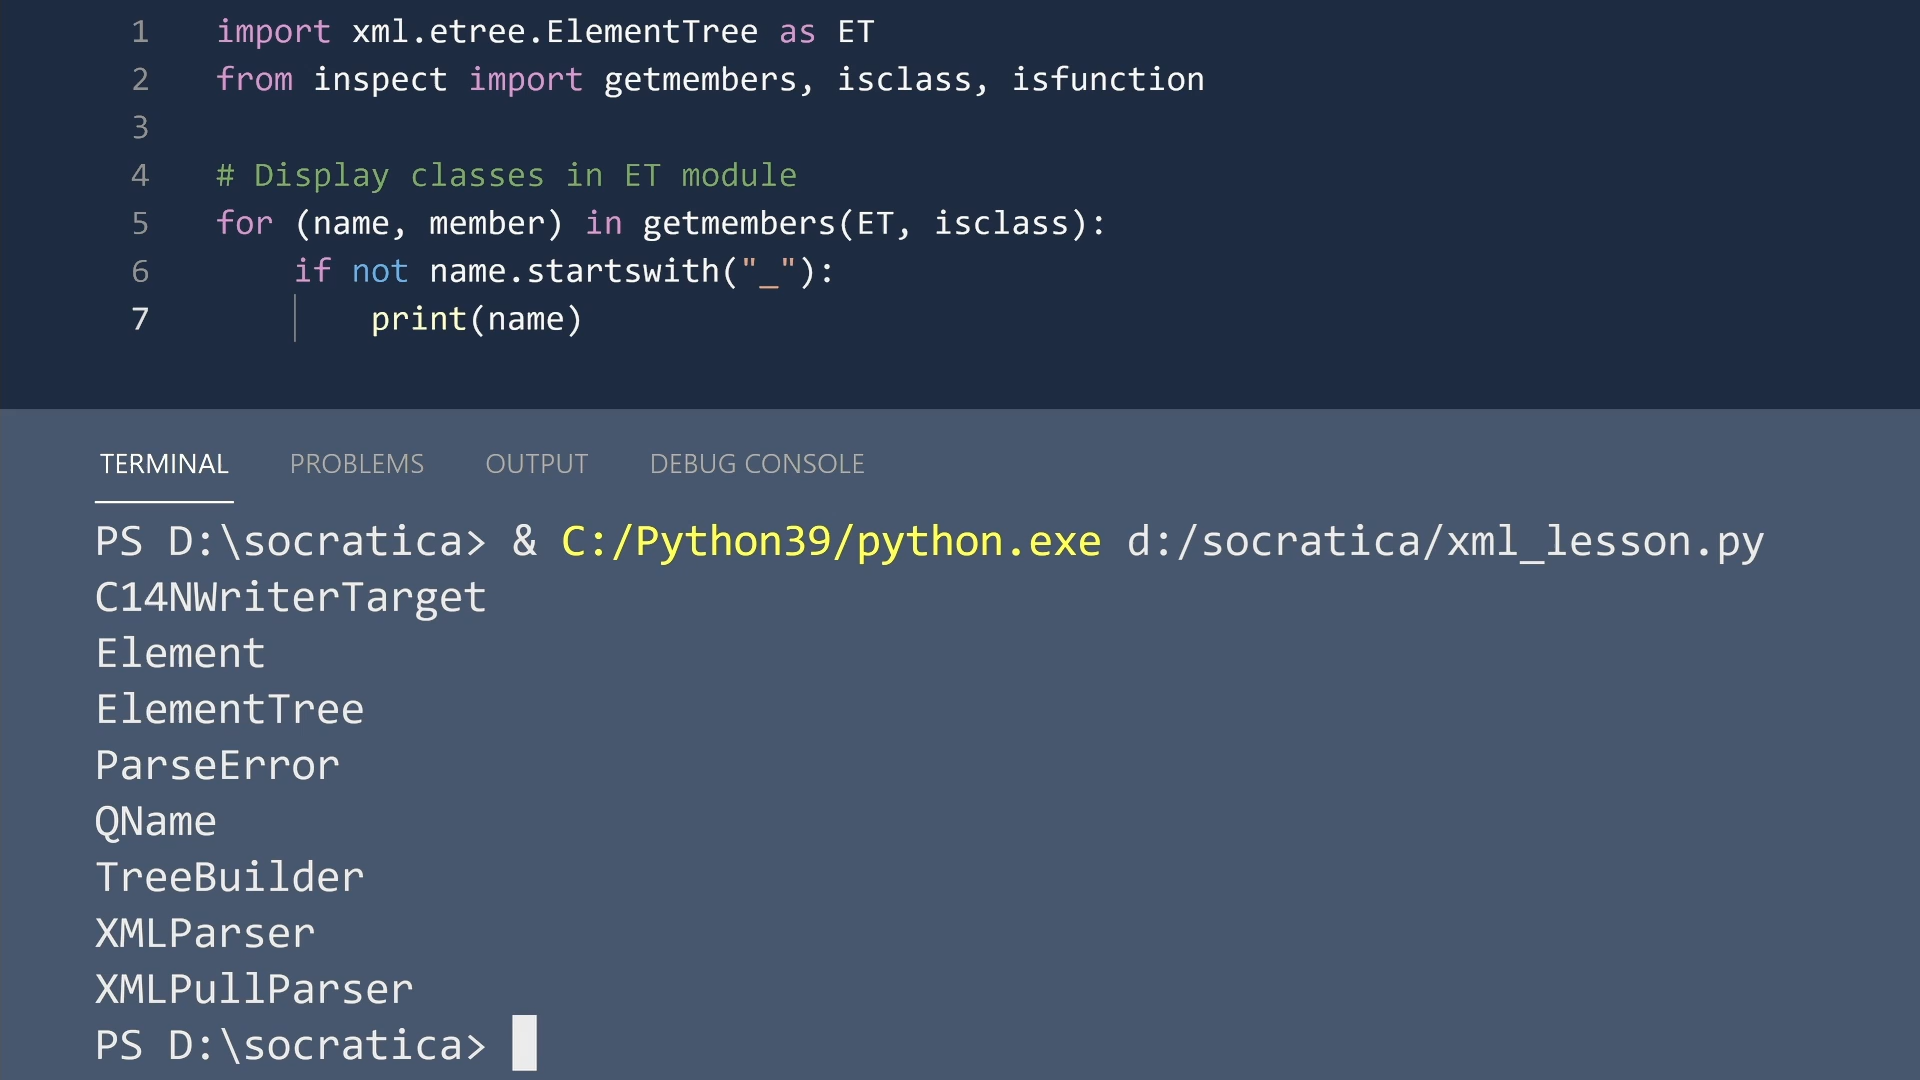 1 import xml.etree.ElementTree as ET
2 from inspect import getmembers, isclass, isfunction
3
4 # Display classes in ET module
5 for (name, member) in getmembers(ET, isclass):
6     if not name.startswith("_"):
7         print(name)
TERMINAL PROBLEMS OUTPUT DEBUG CONSOLE
PS D:\socratica> & C:/Python39/python.exe d:/socratica/xml_lesson.py
C14NWriterTarget
Element
ElementTree
ParseError
QName
TreeBuilder
XMLParser
XMLPullParser
PS D:\socratica>